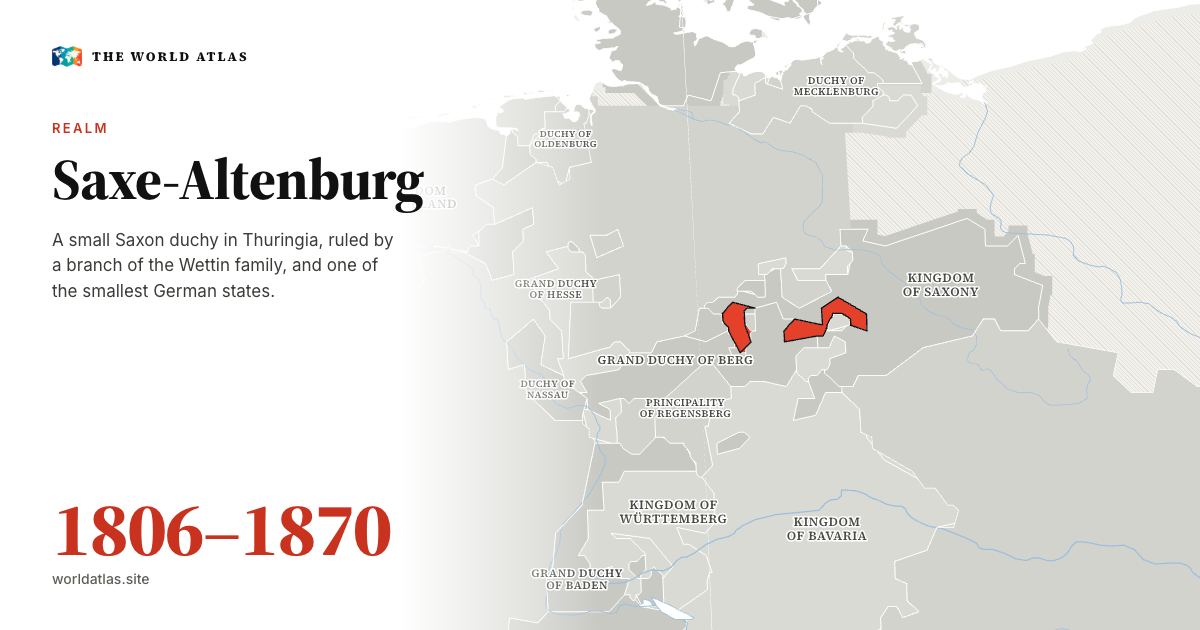 THE WORLD ATLAS
REALM
Saxe-Altenburg
A small Saxon duchy in Thuringia, ruled by
a branch of the Wettin family, and one of
the smallest German states.
1806–1870
worldatlas.site
DUCHY OF
MECKLENBURG
DUCHY OF
OLDENBURG
KINGDOM
OF SAXONY
GRAND DUCHY
OF HESSE
GRAND DUCHY OF BERG
DUCHY OF
NASSAU
PRINCIPALITY
OF REGENSBERG
KINGDOM OF
WÜRTTEMBERG
KINGDOM
OF BAVARIA
GRAND DUCHY
OF BADEN